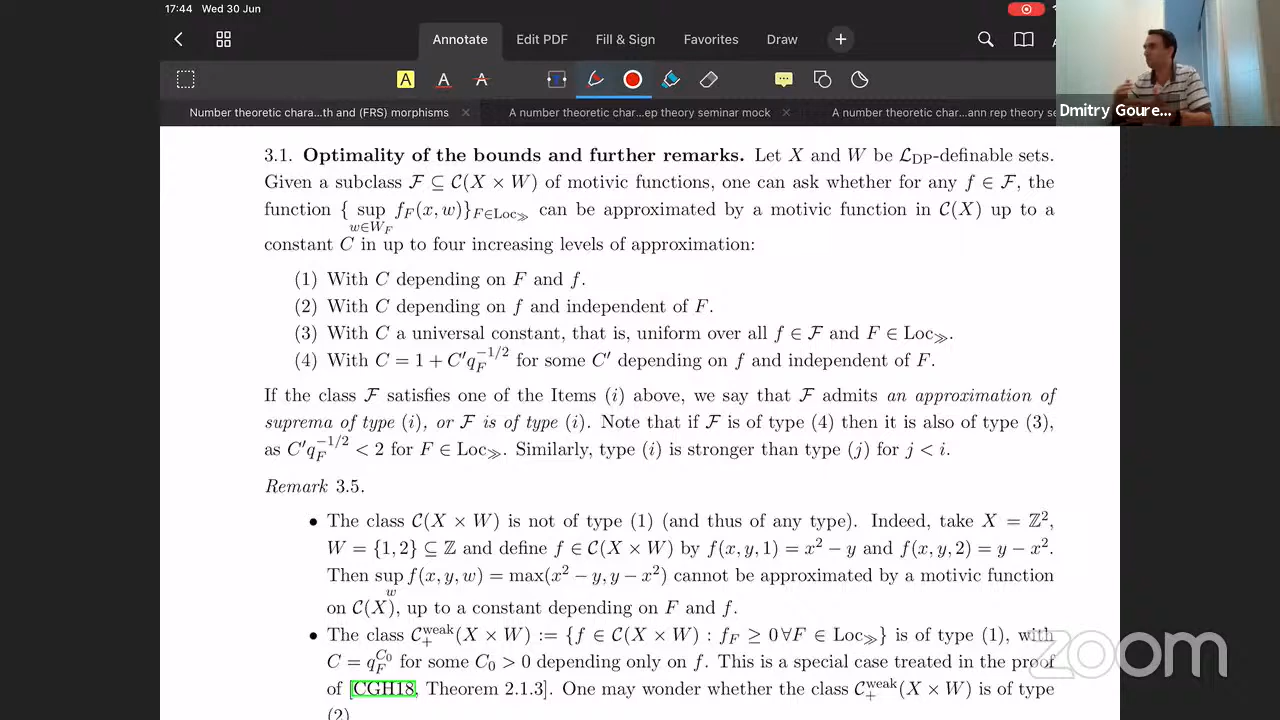 17:44 Wed 30 Jun
Annotate Edit PDF Fill & Sign Favorites Draw
Number theoretic chara...th and (FRS) morphisms A number theoretic char...ep theory seminar mock A number theoretic char...ann rep theory se
Dmitry Goure...
3.1. Optimality of the bounds and further remarks. Let X and W be ℒ_DP-definable sets.
Given a subclass ℱ ⊆ 𝒞(X × W) of motivic functions, one can ask whether for any f ∈ ℱ, the
function { sup_{w∈W_F} f_F(x, w)}_{F∈Loc≫} can be approximated by a motivic function in 𝒞(X) up to a
constant C in up to four increasing levels of approximation:
(1) With C depending on F and f.
(2) With C depending on f and independent of F.
(3) With C a universal constant, that is, uniform over all f ∈ ℱ and F ∈ Loc≫.
(4) With C = 1 + C′q_F^{−1/2} for some C′ depending on f and independent of F.
If the class ℱ satisfies one of the Items (i) above, we say that ℱ admits an approximation of
suprema of type (i), or ℱ is of type (i). Note that if ℱ is of type (4) then it is also of type (3),
as C′q_F^{−1/2} < 2 for F ∈ Loc≫. Similarly, type (i) is stronger than type (j) for j < i.
Remark 3.5.
• The class 𝒞(X × W) is not of type (1) (and thus of any type). Indeed, take X = ℤ²,
W = {1, 2} ⊆ ℤ and define f ∈ 𝒞(X × W) by f(x, y, 1) = x² − y and f(x, y, 2) = y − x².
Then sup_w f(x, y, w) = max(x² − y, y − x²) cannot be approximated by a motivic function
on 𝒞(X), up to a constant depending on F and f.
• The class 𝒞_+^{weak}(X × W) := {f ∈ 𝒞(X × W) : f_F ≥ 0 ∀F ∈ Loc≫} is of type (1), with
C = q_F^{C_0} for some C_0 > 0 depending only on f. This is a special case treated in the proof
of [CGH18, Theorem 2.1.3]. One may wonder whether the class 𝒞_+^{weak}(X × W) is of type
(2)
zoom